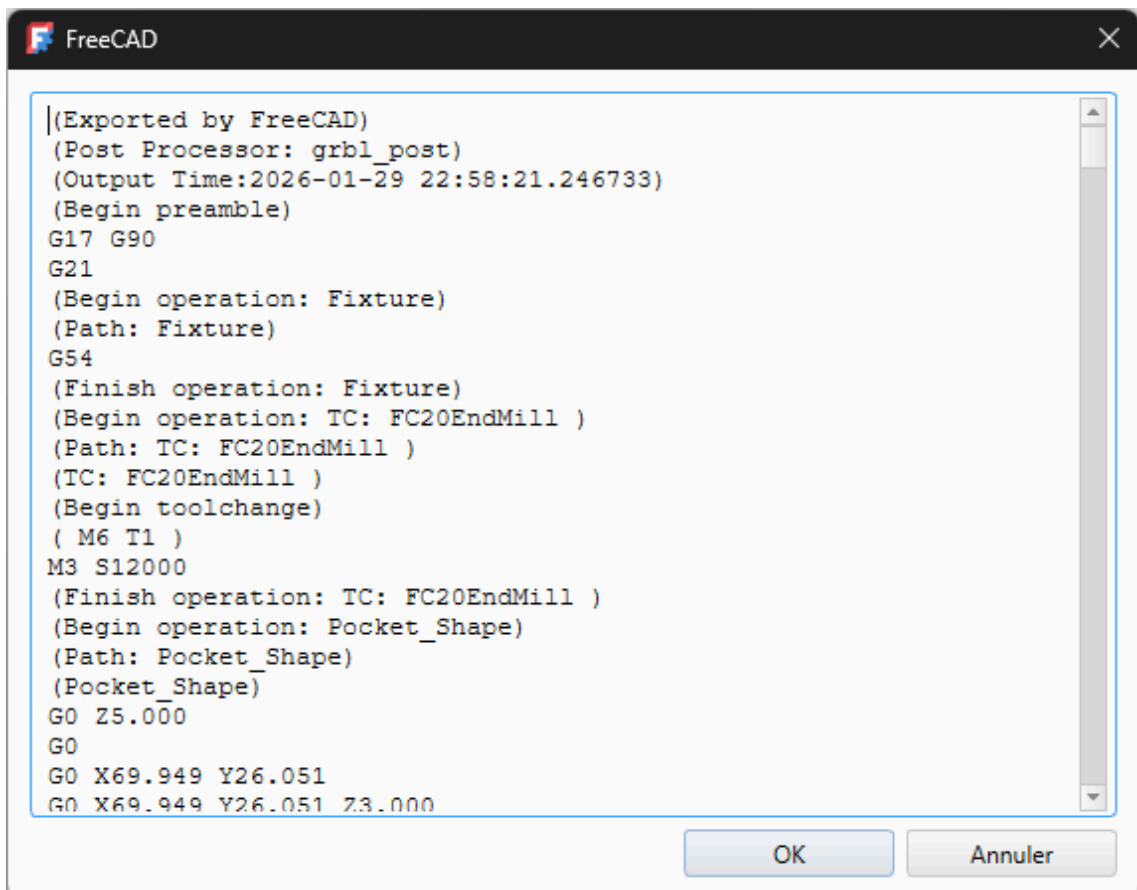 FreeCAD
(Exported by FreeCAD)
(Post Processor: grbl_post)
(Output Time:2026-01-29 22:58:21.246733)
(Begin preamble)
G17 G90
G21
(Begin operation: Fixture)
(Path: Fixture)
G54
(Finish operation: Fixture)
(Begin operation: TC: FC20EndMill )
(Path: TC: FC20EndMill )
(TC: FC20EndMill )
(Begin toolchange)
( M6 T1 )
M3 S12000
(Finish operation: TC: FC20EndMill )
(Begin operation: Pocket_Shape)
(Path: Pocket_Shape)
(Pocket_Shape)
G0 Z5.000
G0
G0 X69.949 Y26.051
G0 X69.949 Y26.051 Z3.000
OK Annuler